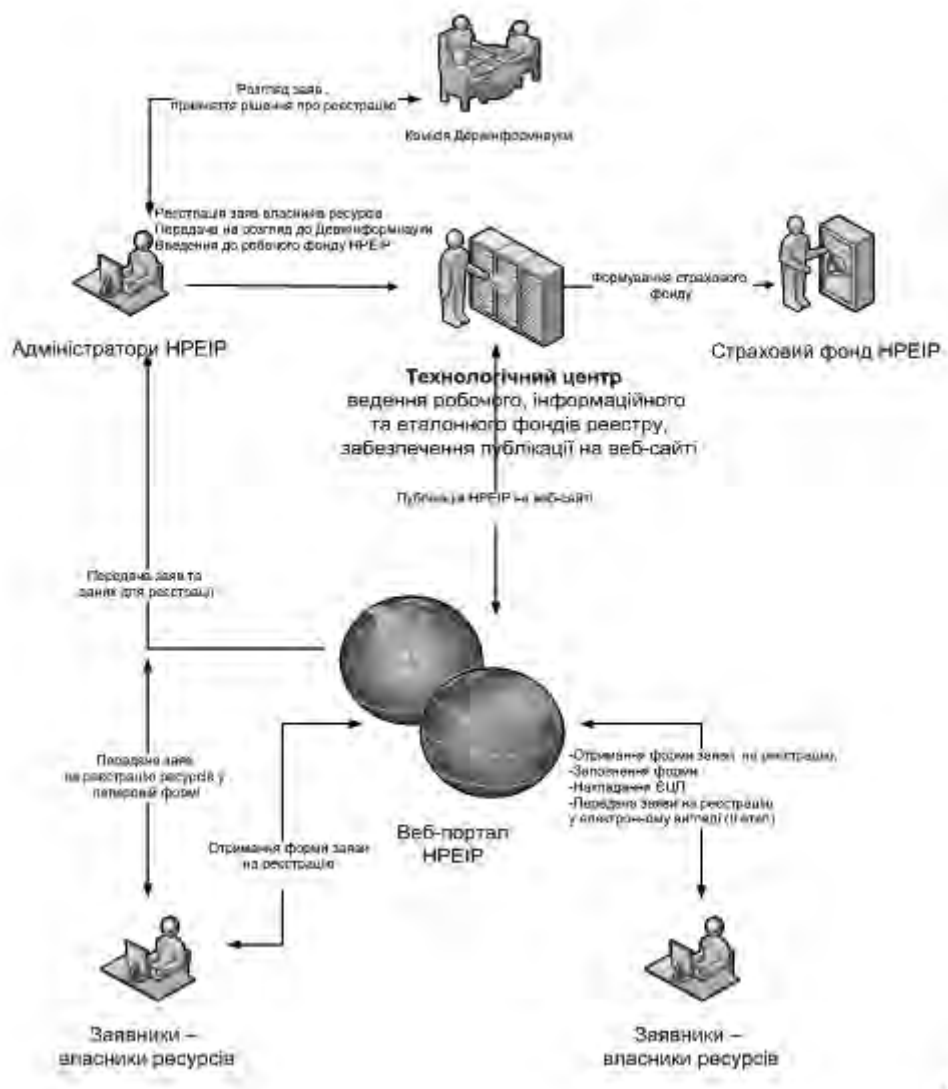 Розгляд заяв,
прийняття рішення про реєстрацію
Комісія Держінформнауки
Реєстрація заяв власників ресурсів
Передача на розгляд до Держінформнауки
Введення до робочого фонду НРЕІР
Формування страхового
фонду
Адміністратори НРЕІР
Страховий фонд НРЕІР
Технологічний центр
ведення робочого, інформаційного
та еталонного фондів реєстру,
забезпечення публікації на веб-сайті
Публікація НРЕІР на веб-сайті
Передача заяв та
даних для реєстрації
Передача заяв
на реєстрацію ресурсів у
паперовій формі
-Отримання форми заявки на реєстрацію,
-Заповнення форми
-Накладання ЕЦП
-Передача заявки на реєстрацію
у електронному вигляді (ІІ етап)
Веб-портал
НРЕІР
Отримання форми заявки
на реєстрацію
Заявники –
власники ресурсів
Заявники –
власники ресурсів